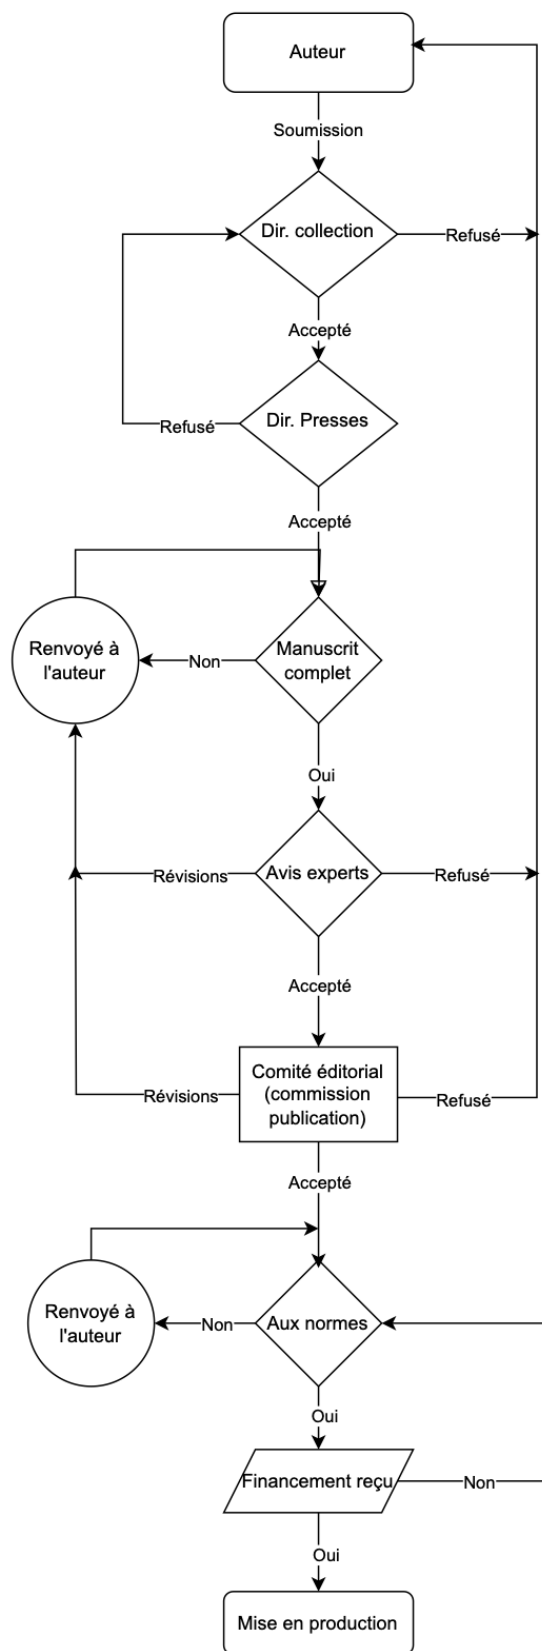 Auteur
Soumission
Dir. collection
Refusé
Accepté
Dir. Presses
Refusé
Accepté
Renvoyé à
l'auteur
Non
Manuscrit
complet
Oui
Révisions
Avis experts
Refusé
Accepté
Révisions
Comité éditorial
(commission
publication)
Refusé
Accepté
Renvoyé à
l'auteur
Non
Aux normes
Oui
Financement reçu
Non
Oui
Mise en production